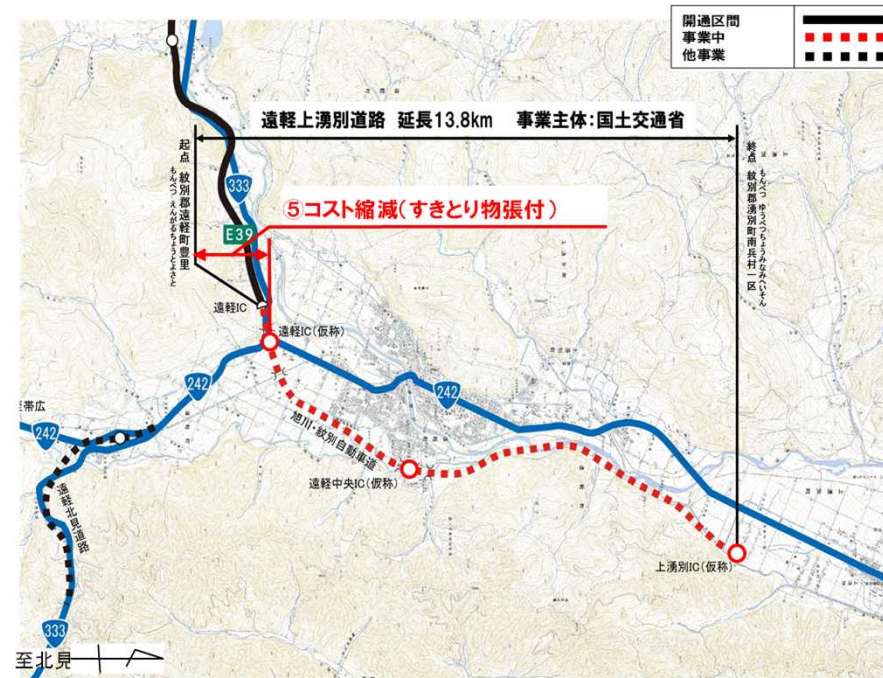 開通区間
事業中
他事業
遠軽上湧別道路 延長13.8km 事業主体:国土交通省
起点 紋別郡遠軽町豊里
もんべつ えんがるちょうとよさと
終点 紋別郡湧別町南兵村一区
もんべつ ゆうべつちょうみなみへいそん
333
⑤コスト縮減(すきとり物張付)
E39
遠軽IC
遠軽IC(仮称)
242
242
至帯広
242
旭川・紋別自動車道
遠軽中央IC(仮称)
遠軽北見道路
上湧別IC(仮称)
333
至北見